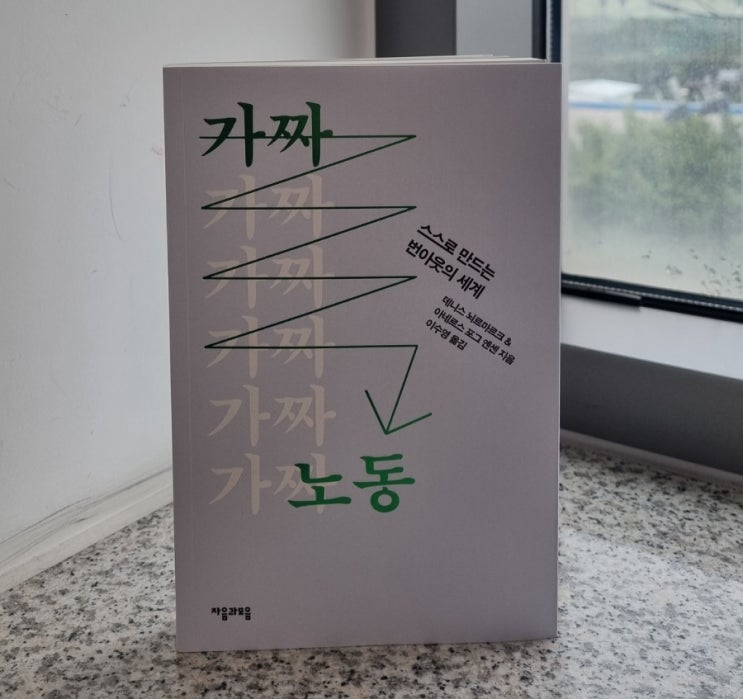 가짜
가짜
가짜
가짜
가짜
가짜
노동
스스로 만드는
번아웃의 세계
데니스 뇌르마르크 &
아네르스 포그 옌센 지음
이수영 옮김
자음과모음